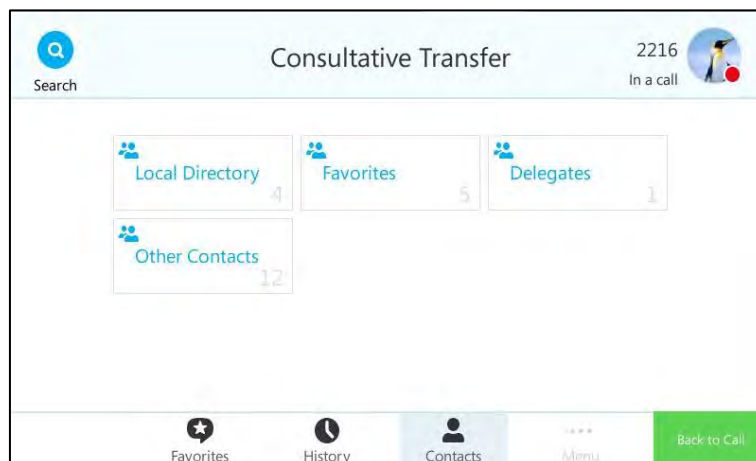 Search
Consultative Transfer
2216
In a call
Local Directory
4
Favorites
5
Delegates
1
Other Contacts
12
Favorites
History
Contacts
Menu
Back to Call